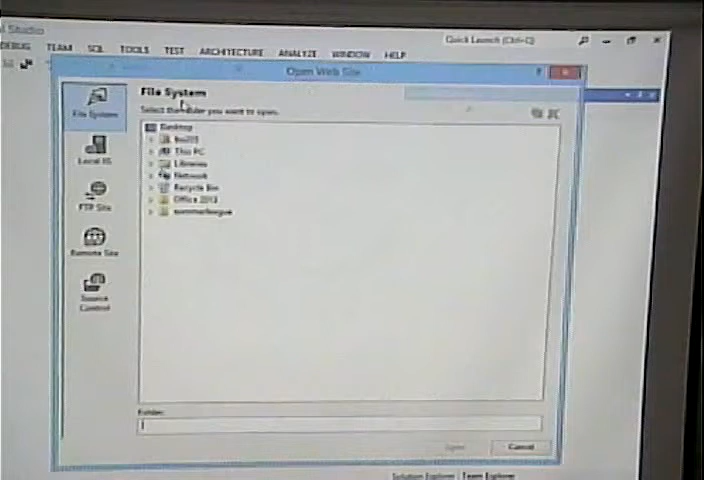 l Studio
Quick Launch (Ctrl+Q)
DEBUG TEAM SQL TOOLS TEST ARCHITECTURE ANALYZE WINDOW HELP
Open Web Site
?
File System
Local IIS
FTP Site
Remote Site
Source
Control
File System
Select the folder you want to open.
Desktop
This PC
Libraries
Network
Recycle Bin
Office 2013
summerleague
Folder:
Open
Cancel
Solution Explorer Team Explorer